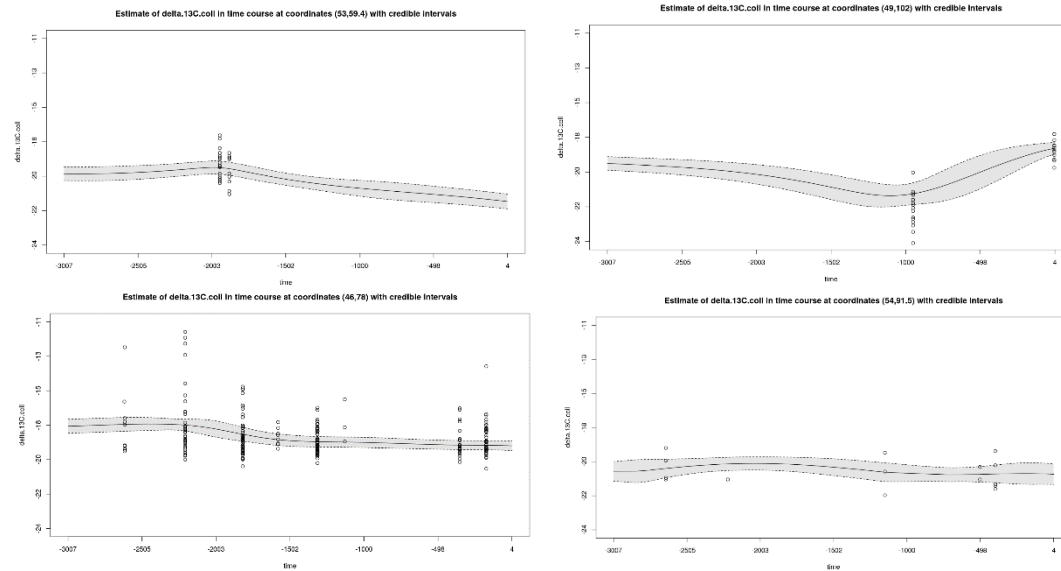 Estimate of delta.13C.coll in time course at coordinates (53,59.4) with credible intervals
-11
-13
-15
-18
-20
-22
-24
delta.13C.coll
-3007 -2505 -2003 -1502 -1000 -498 4
time
Estimate of delta.13C.coll in time course at coordinates (49,102) with credible intervals
-11
-13
-15
-18
-20
-22
-24
delta.13C.coll
-3007 -2505 -2003 -1502 -1000 -498 4
time
Estimate of delta.13C.coll in time course at coordinates (46,78) with credible intervals
-11
-13
-15
-18
-20
-22
-24
delta.13C.coll
-3007 -2505 -2003 -1502 -1000 -498 4
time
Estimate of delta.13C.coll in time course at coordinates (54,91.5) with credible intervals
-11
-13
-15
-18
-20
-22
-24
delta.13C.coll
-3007 -2505 -2003 -1502 -1000 -498 4
time